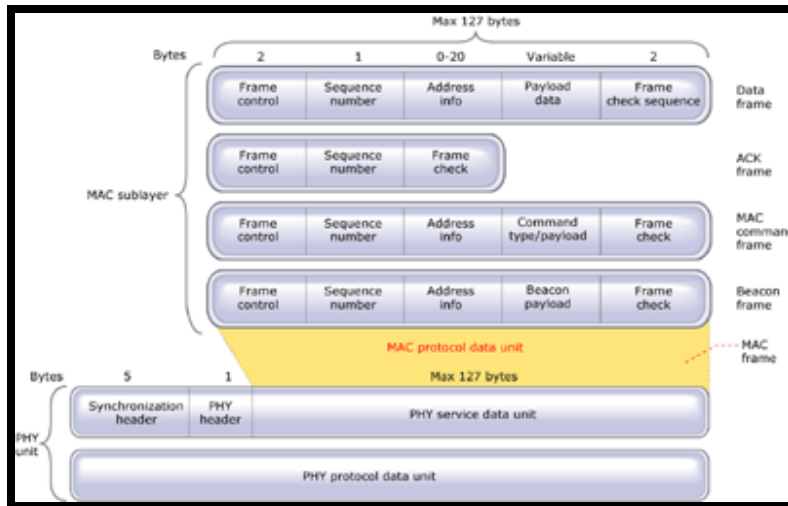 Max 127 bytes
Bytes 2 1 0-20 Variable 2
Frame control
Sequence number
Address info
Payload data
Frame check sequence
Data frame
Frame control
Sequence number
Frame check
ACK frame
MAC sublayer
Frame control
Sequence number
Address info
Command type/payload
Frame check
MAC comman frame
Frame control
Sequence number
Address info
Beacon payload
Frame check
Beacon frame
MAC protocol data unit
MAC frame
Bytes 5 1 Max 127 bytes
Synchronization header
PHY header
PHY service data unit
PHY unit
PHY protocol data unit